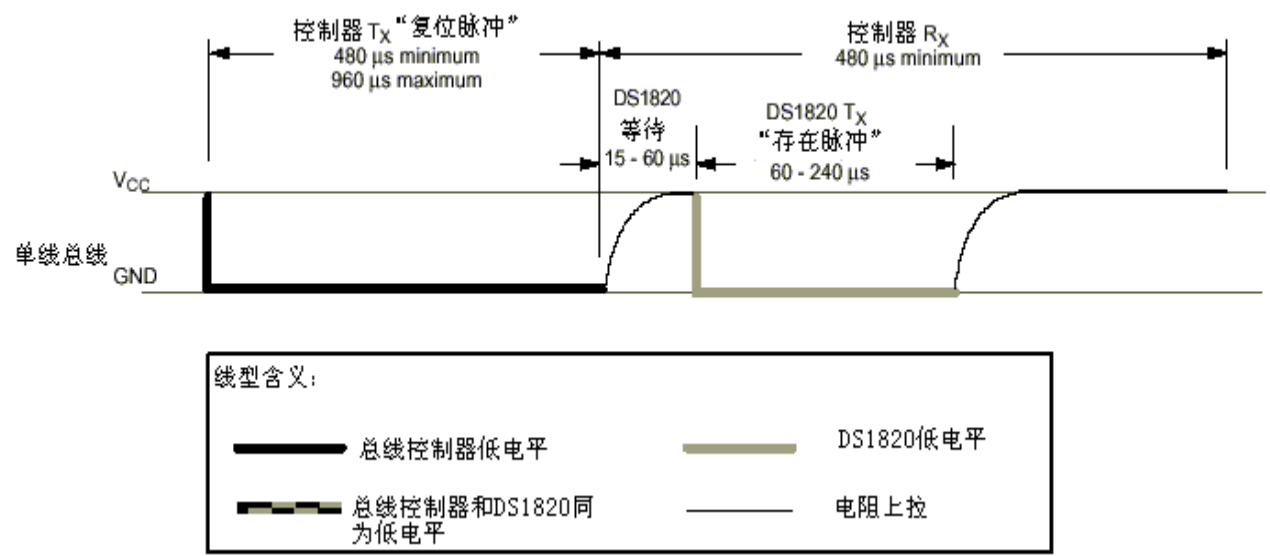 控制器 TX “复位脉冲”
480 μs minimum
960 μs maximum
控制器 RX
480 μs minimum
DS1820
等待
15 - 60 μs
DS1820 TX
“存在脉冲”
60 - 240 μs
VCC
单线总线
GND
线型含义:
总线控制器低电平
DS1820低电平
总线控制器和DS1820同
为低电平
电阻上拉